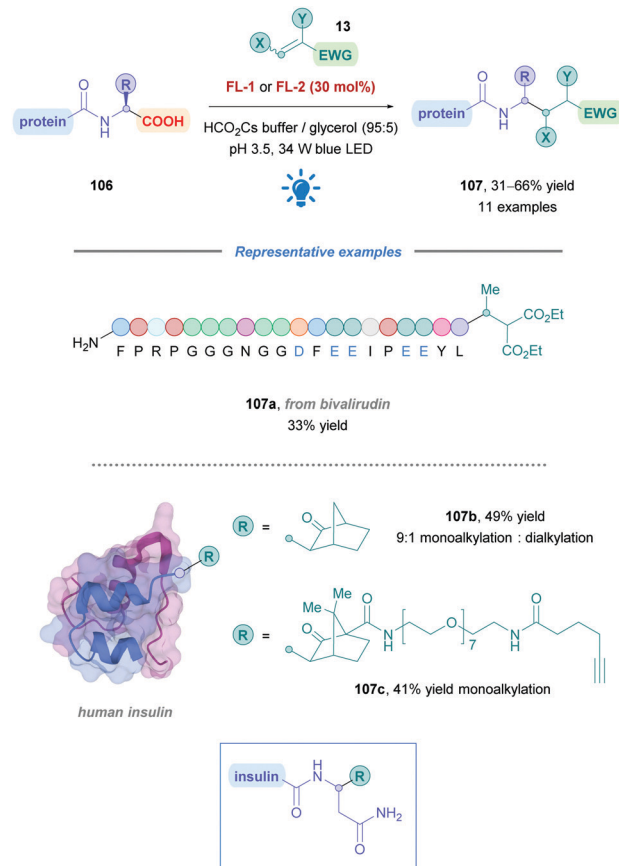 Y
13
X
EWG
FL-1 or FL-2 (30 mol%)
HCO2Cs buffer / glycerol (95:5)
pH 3.5, 34 W blue LED
protein
O
N
H
R
COOH
106
protein
O
N
H
R
Y
X
EWG
107, 31–66% yield
11 examples
Representative examples
Me
CO2Et
CO2Et
H2N
F P R P G G G N G G D F E E I P E E Y L
107a, from bivalirudin
33% yield
R
R =
O
107b, 49% yield
9:1 monoalkylation : dialkylation
R =
Me
Me
O
O
N
H
O
7
N
H
O
107c, 41% yield monoalkylation
human insulin
insulin
H
N
R
O
NH2
O